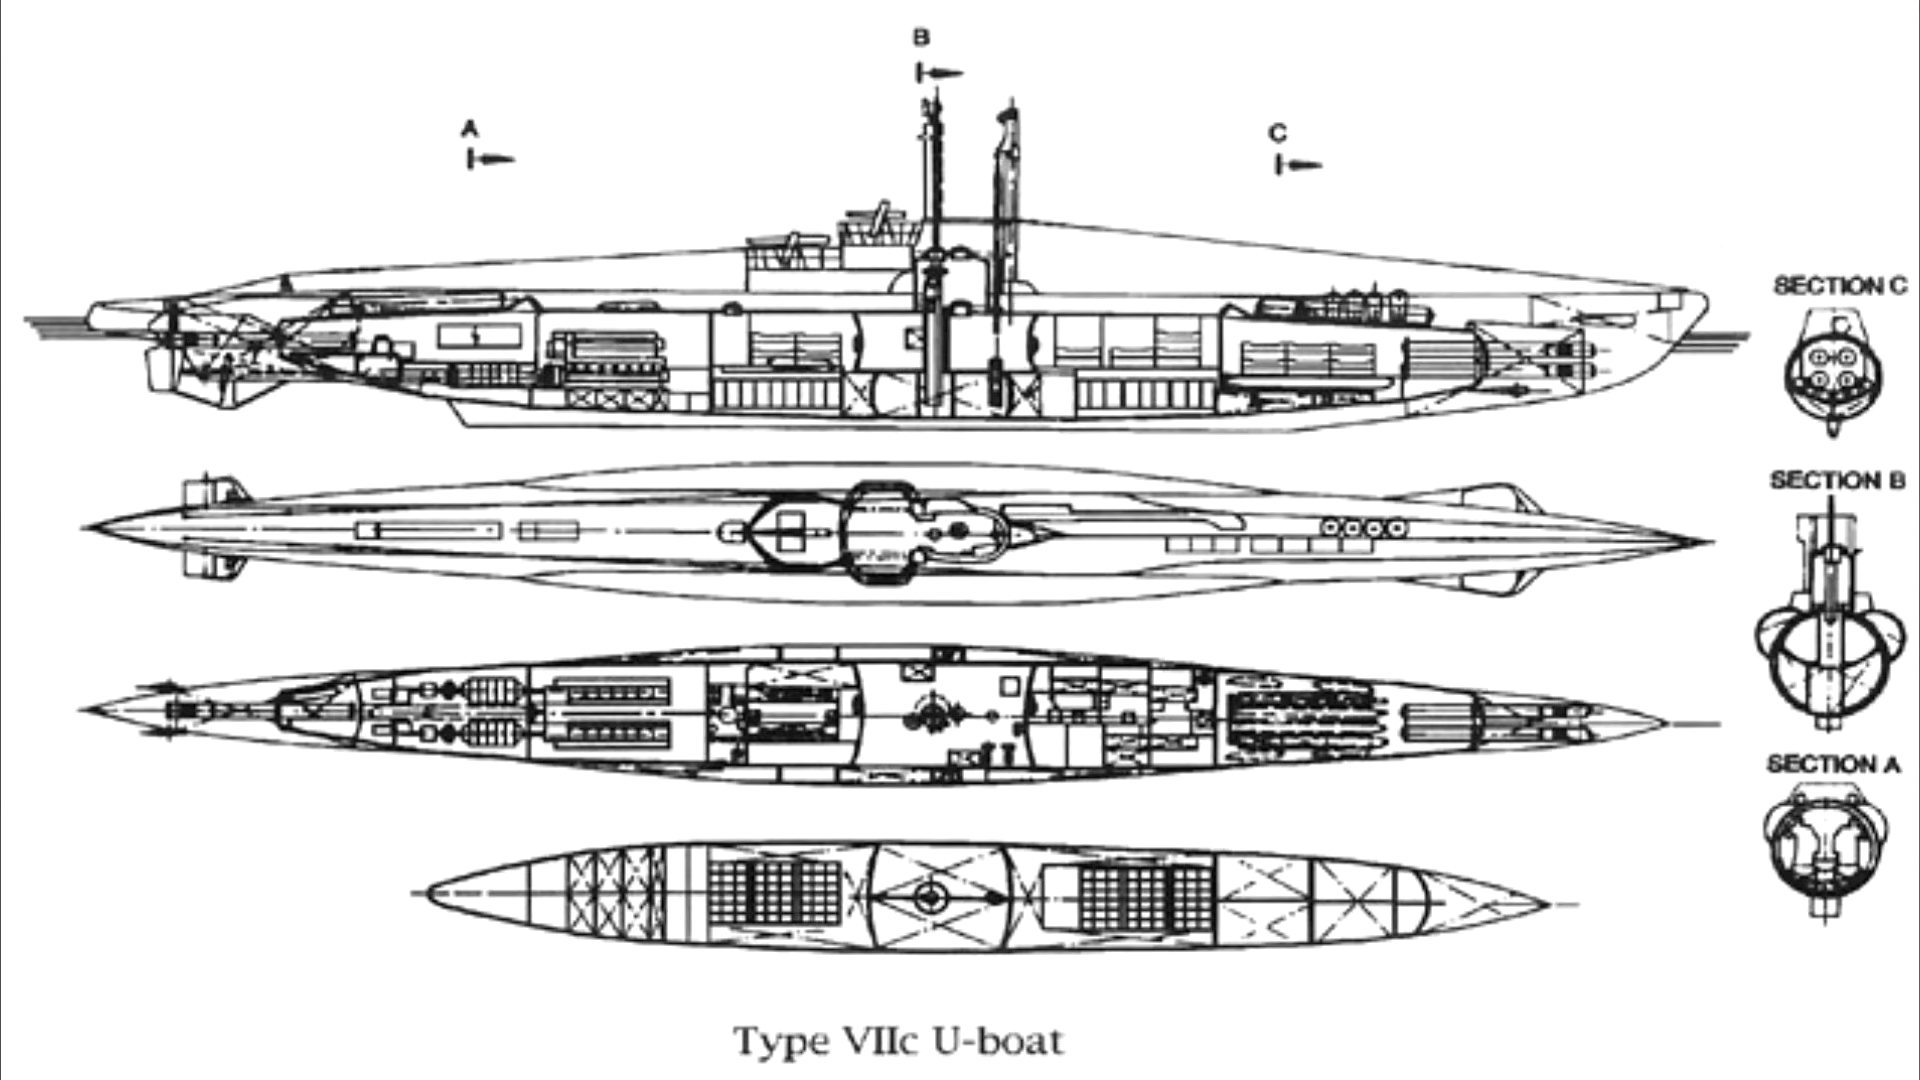 B
A
C
SECTION C
SECTION B
SECTION A
Type VIIc U-boat